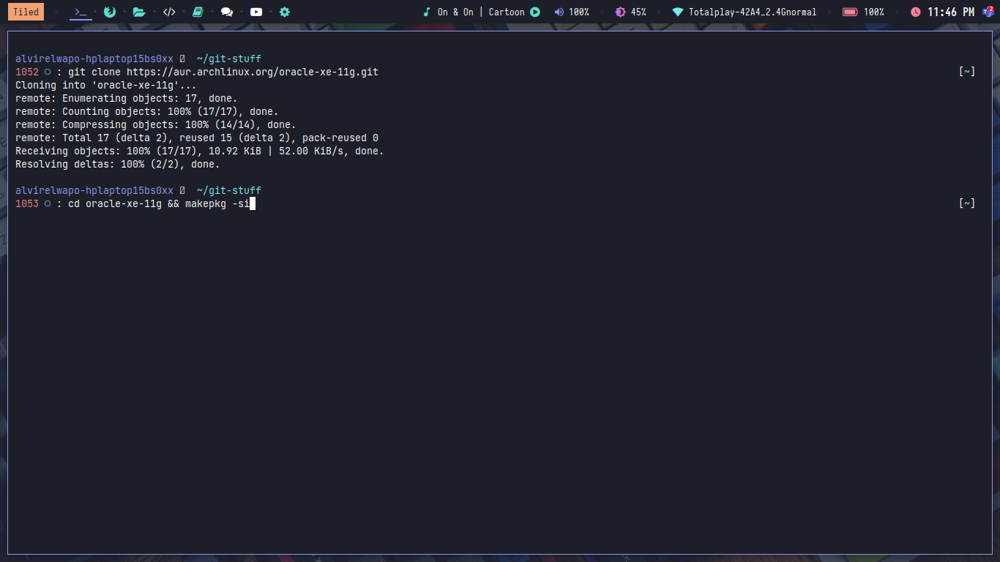 Tiled
On & On | Cartoon
100%
45%
Totalplay-42A4_2.4Gnormal
100%
11:46 PM
2
alvirelwapo-hplaptop15bs0xx ~/git-stuff
1052 ○ : git clone https://aur.archlinux.org/oracle-xe-11g.git [~]
Cloning into 'oracle-xe-11g'...
remote: Enumerating objects: 17, done.
remote: Counting objects: 100% (17/17), done.
remote: Compressing objects: 100% (14/14), done.
remote: Total 17 (delta 2), reused 15 (delta 2), pack-reused 0
Receiving objects: 100% (17/17), 10.92 KiB | 52.00 KiB/s, done.
Resolving deltas: 100% (2/2), done.
alvirelwapo-hplaptop15bs0xx ~/git-stuff
1053 ○ : cd oracle-xe-11g && makepkg -si [~]